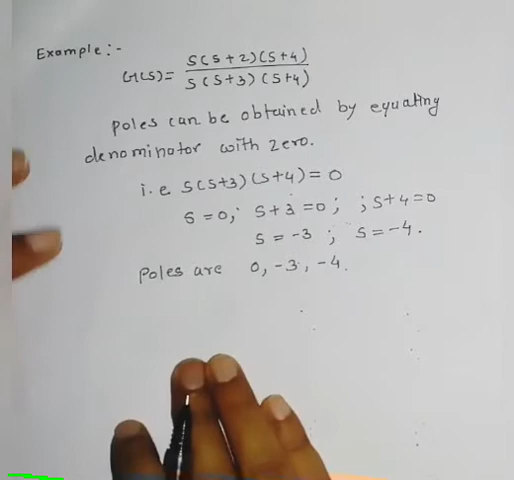 Example:-
G(s)= S(S+2)(S+4)
S(S+3)(S+4)
Poles can be obtained by equating
denominator with zero.
i.e S(S+3)(S+4)=0
S=0; S+3=0; ;S+4=0
S=-3 ; S=-4.
Poles are 0,-3,-4.